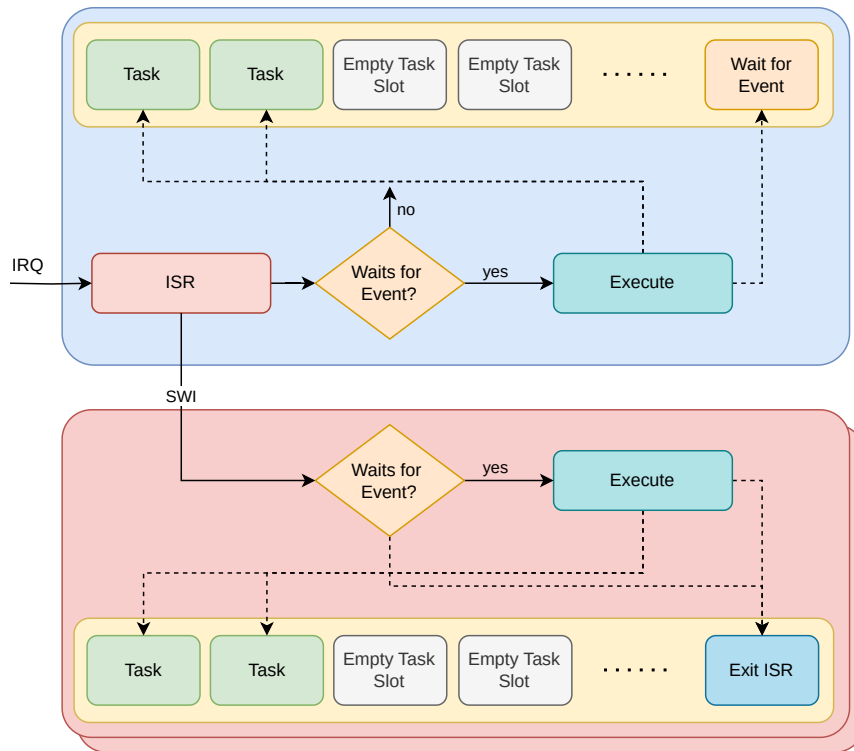 Task
Task
Empty Task
Slot
Empty Task
Slot
· · · · · ·
Wait for
Event
no
IRQ
ISR
Waits for
Event?
yes
Execute
SWI
Waits for
Event?
yes
Execute
Task
Task
Empty Task
Slot
Empty Task
Slot
· · · · · ·
Exit ISR